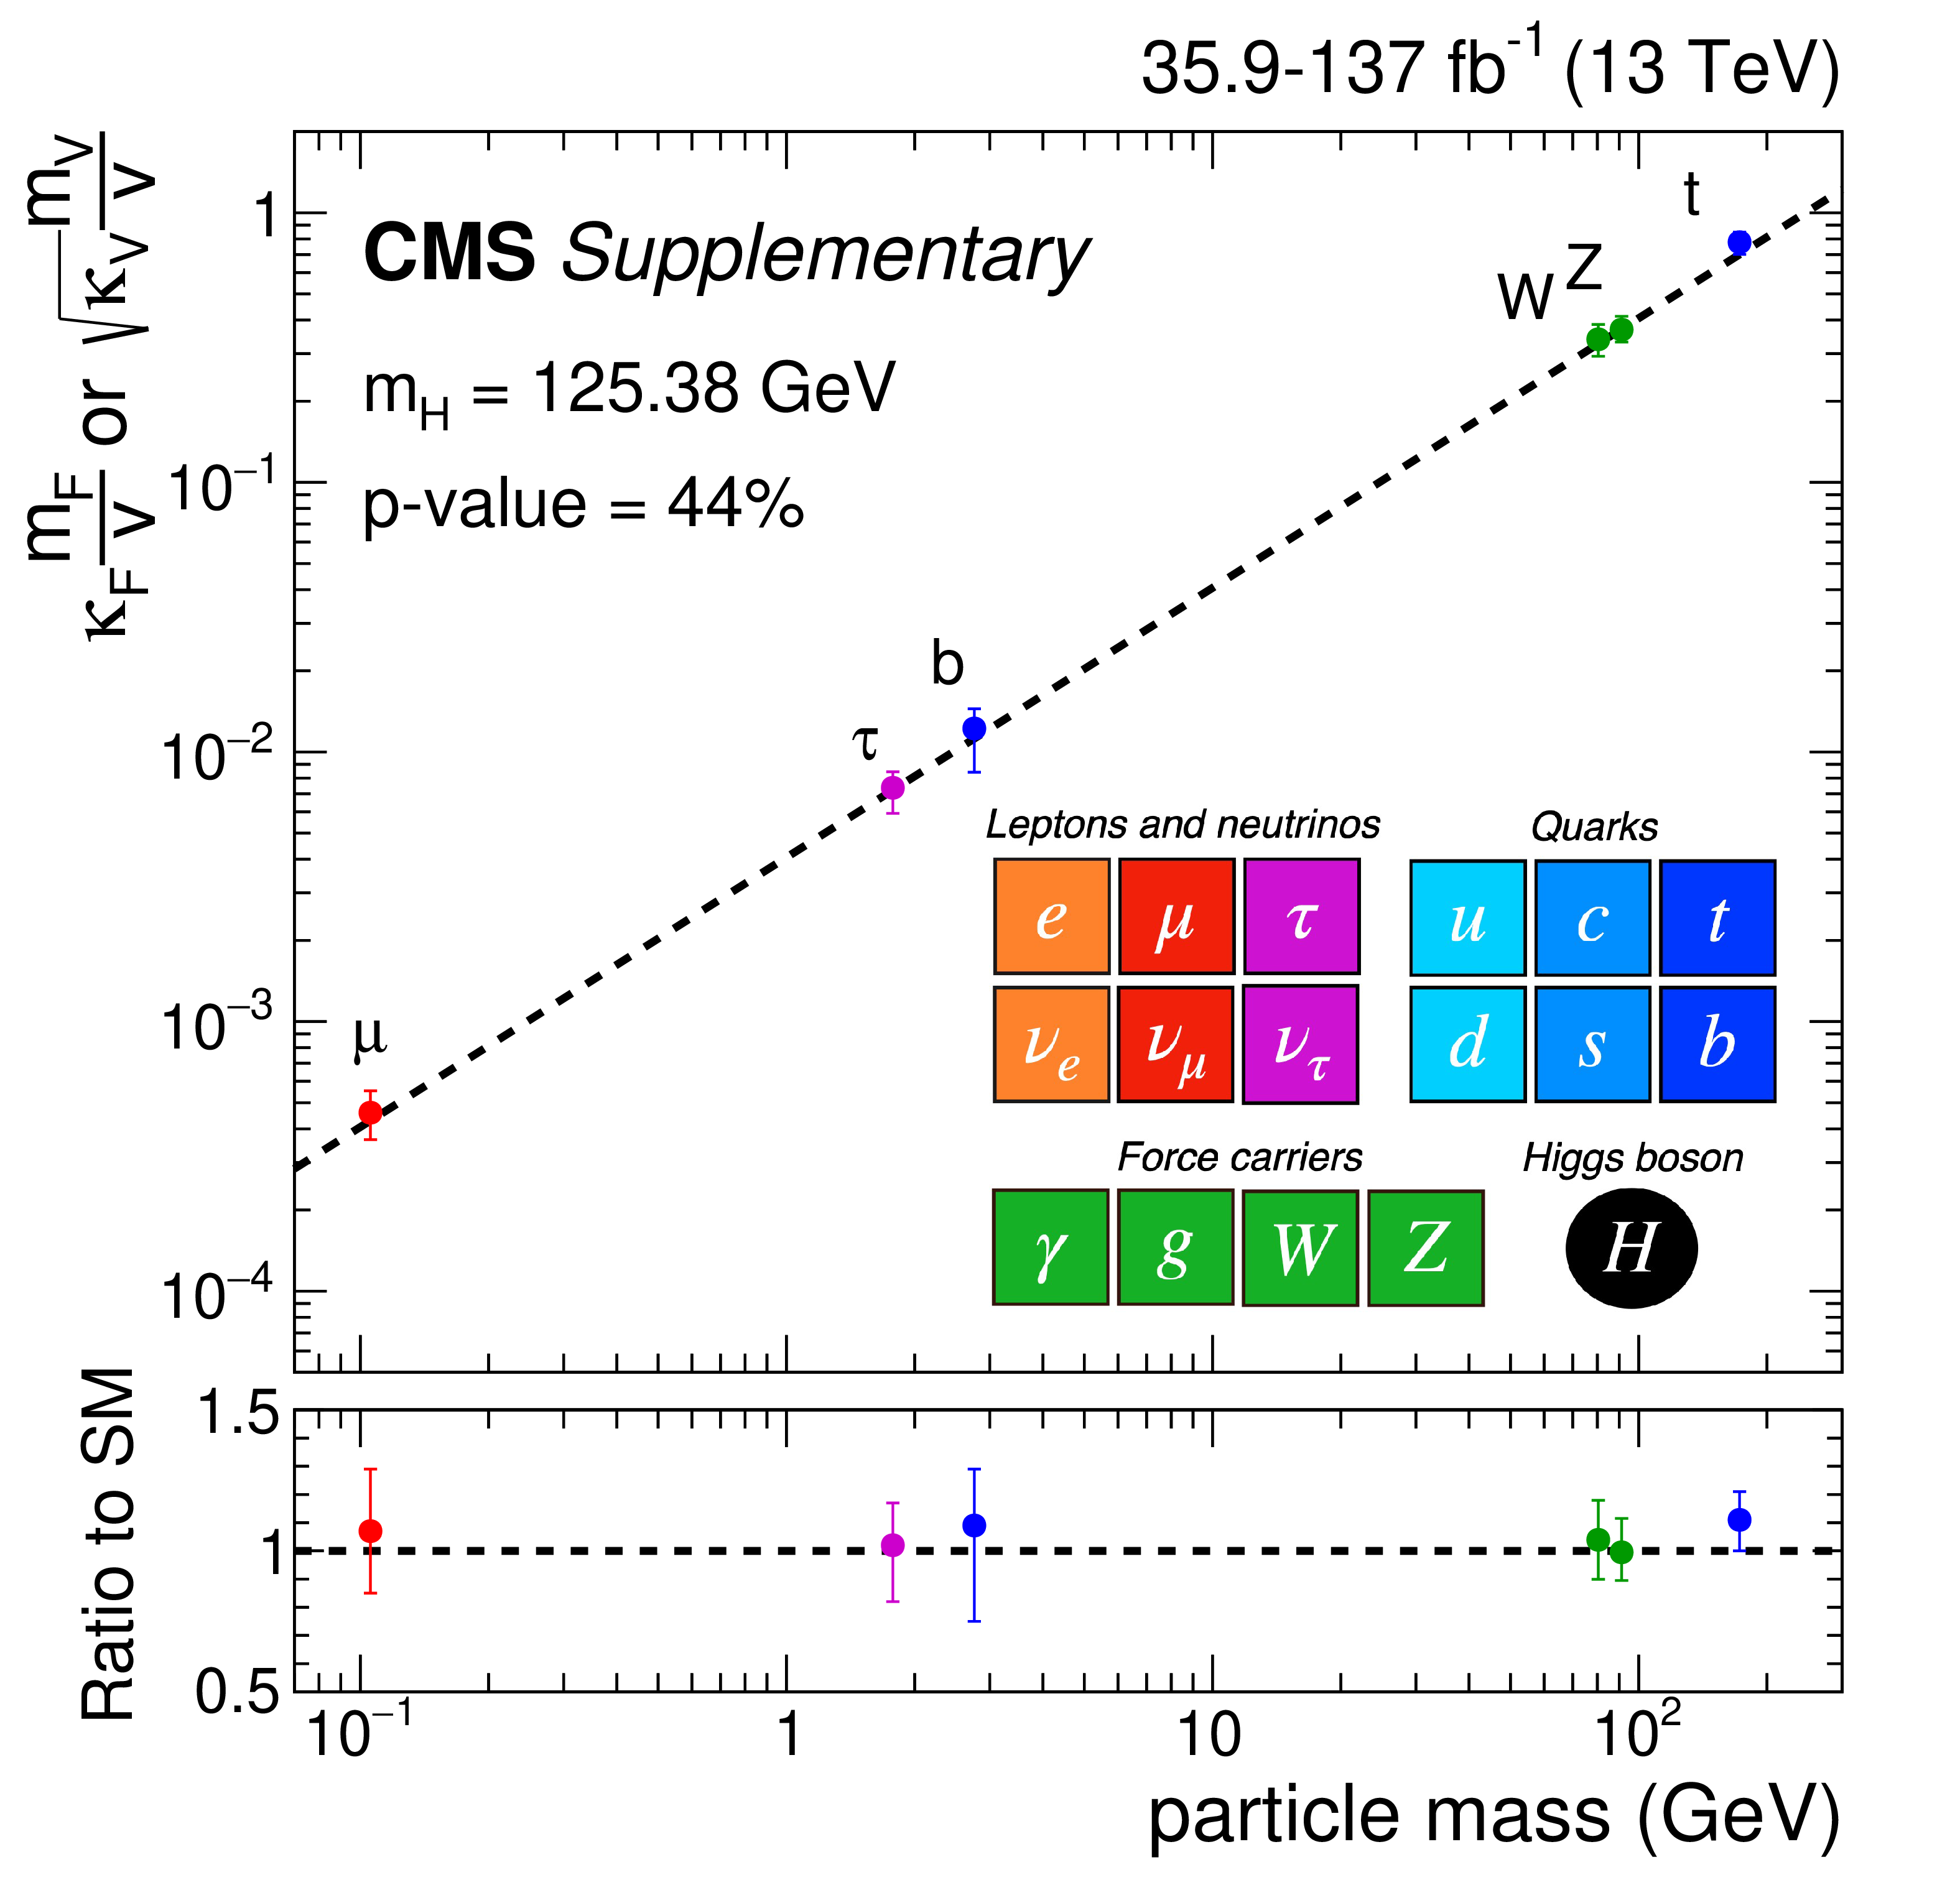 35.9-137 fb⁻¹ (13 TeV)
κ_F m_F/v or √κ_V m_V/v
CMS Supplementary
m_H = 125.38 GeV
p-value = 44%
1
10⁻¹
10⁻²
10⁻³
10⁻⁴
μ
τ
b
W
Z
t
Leptons and neutrinos
Quarks
e μ τ
u c t
ν_e ν_μ ν_τ
d s b
Force carriers
Higgs boson
γ g W Z
H
Ratio to SM
1.5
1
0.5
10⁻¹ 1 10 10²
particle mass (GeV)